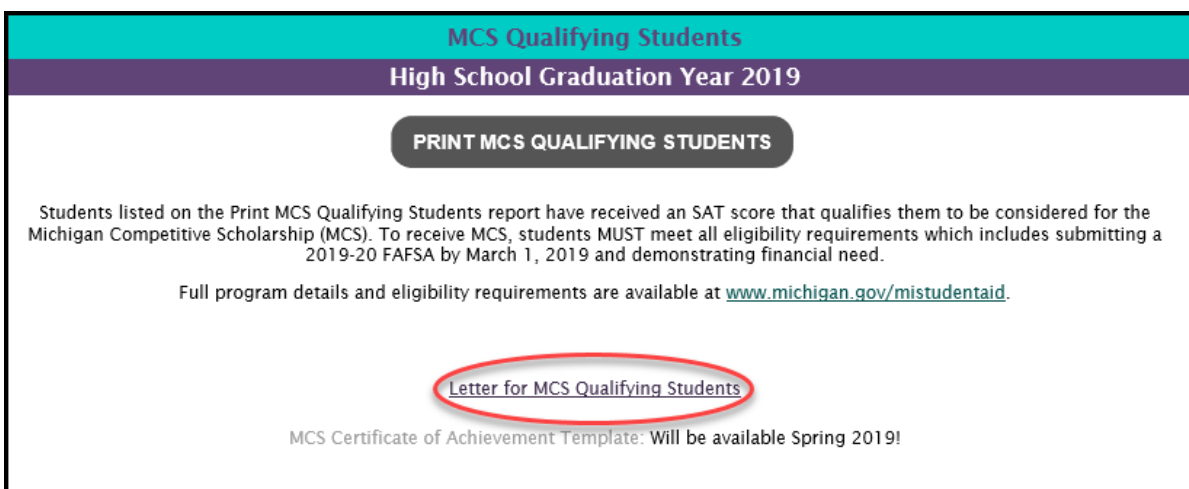 MCS Qualifying Students
High School Graduation Year 2019
PRINT MCS QUALIFYING STUDENTS
Students listed on the Print MCS Qualifying Students report have received an SAT score that qualifies them to be considered for the
Michigan Competitive Scholarship (MCS). To receive MCS, students MUST meet all eligibility requirements which includes submitting a
2019-20 FAFSA by March 1, 2019 and demonstrating financial need.
Full program details and eligibility requirements are available at www.michigan.gov/mistudentaid.
Letter for MCS Qualifying Students
MCS Certificate of Achievement Template: Will be available Spring 2019!